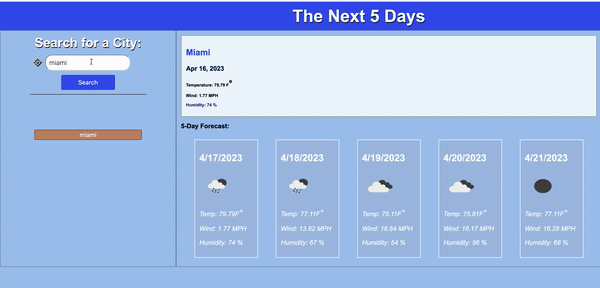 The Next 5 Days
Search for a City:
miami
Search
miami
Miami
Apr 16, 2023
Temperature: 79.79 F°
Wind: 1.77 MPH
Humidity: 74 %
5-Day Forecast:
4/17/2023
Temp: 79.79F°
Wind: 1.77 MPH
Humidity: 74 %
4/18/2023
Temp: 77.11F°
Wind: 13.82 MPH
Humidity: 67 %
4/19/2023
Temp: 75.11F°
Wind: 16.64 MPH
Humidity: 54 %
4/20/2023
Temp: 75.81F°
Wind: 16.17 MPH
Humidity: 56 %
4/21/2023
Temp: 77.11F°
Wind: 16.28 MPH
Humidity: 68 %